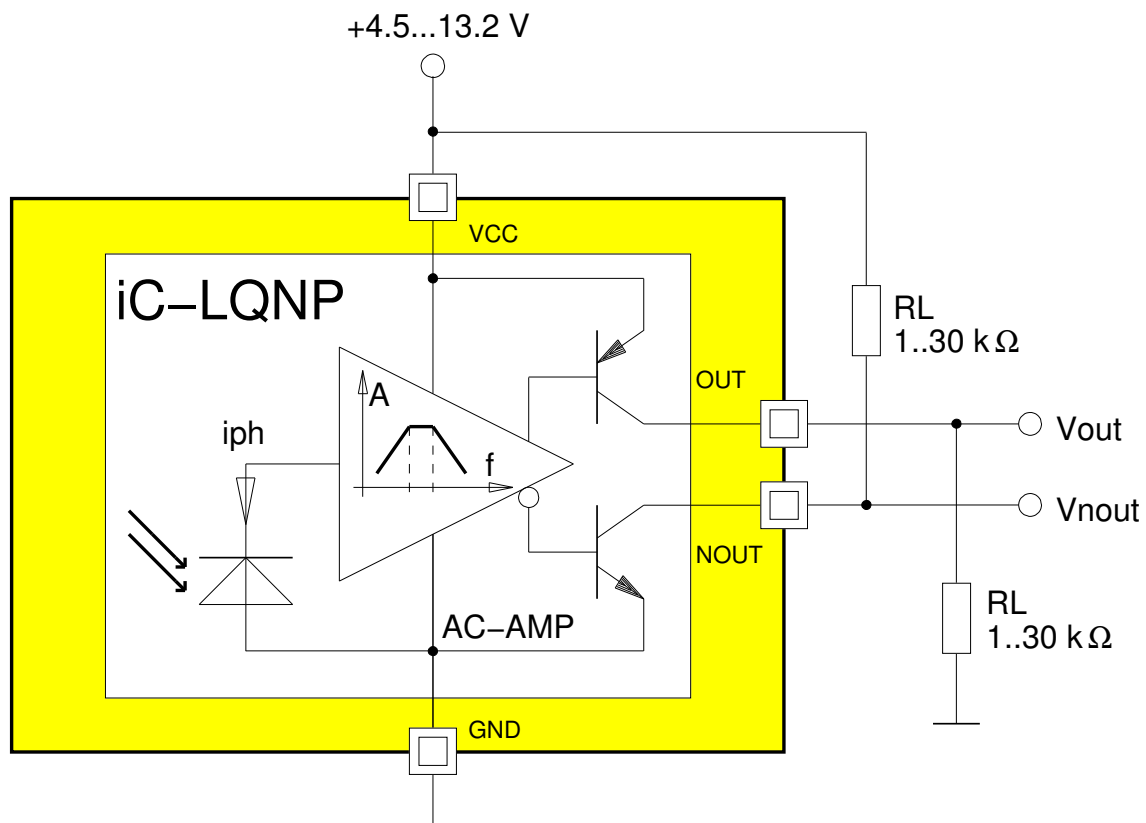 +4.5...13.2 V
VCC
iC–LQNP
RL
1..30 kΩ
OUT
A
iph
f
Vout
Vnout
NOUT
RL
1..30 kΩ
AC–AMP
GND